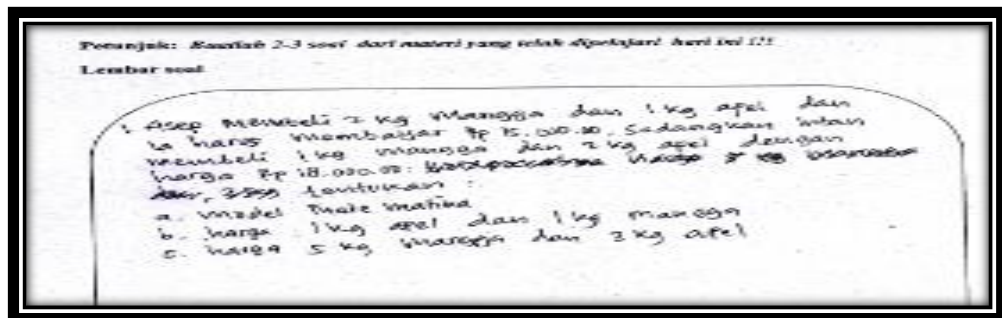 Petunjuk: Buatlah 2-3 soal dari materi yang telah dipelajari hari ini !!!
Lembar soal
1. Asep membeli 2 kg mangga dan 1 kg apel dan
ia harus membayar Rp 15.000.00, Sedangkan intan
membeli 1 kg mangga dan 2 kg apel dengan
harga Rp 18.000.00.
tentukan :
a. model Matematika
b. harga 1 kg apel dan 1 kg mangga
c. harga 5 kg mangga dan 3 kg apel